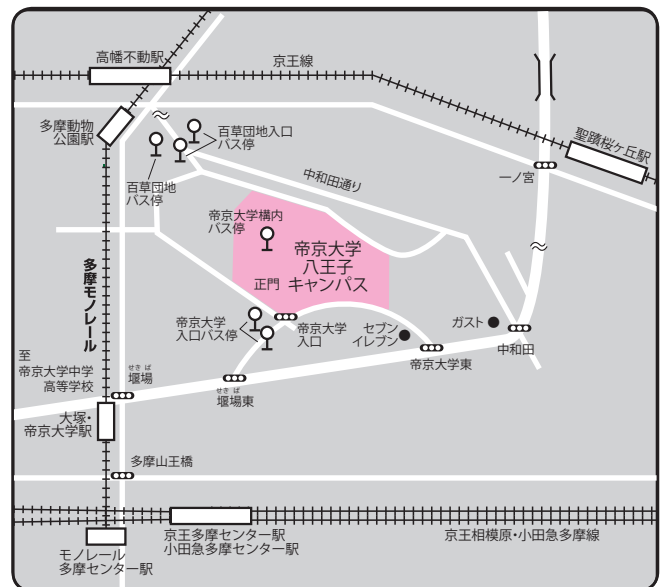 高幡不動駅
京王線
多摩動物
公園駅
百草団地入口
バス停
聖蹟桜ケ丘駅
一ノ宮
百草団地
バス停
中和田通り
帝京大学構内
バス停
帝京大学
八王子
キャンパス
正門
多摩モノレール
帝京大学
入口バス停
帝京大学
入口
セブン
イレブン
ガスト
中和田
帝京大学東
至
帝京大学中学
高等学校
せきば
堰場
せきば
堰場東
大塚・
帝京大学駅
多摩山王橋
京王多摩センター駅
小田急多摩センター駅
京王相模原・小田急多摩線
モノレール
多摩センター駅